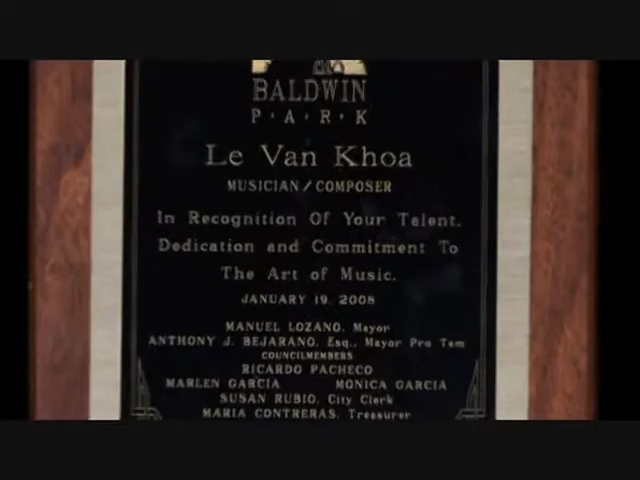 BALDWIN
P·A·R·K
Le Van Khoa
MUSICIAN/COMPOSER
In Recognition Of Your Talent,
Dedication and Commitment To
The Art of Music.
JANUARY 19, 2008
MANUEL LOZANO, Mayor
ANTHONY J. BEJARANO, Esq., Mayor Pro Tem
COUNCILMEMBERS
RICARDO PACHECO
MARLEN GARCIA MONICA GARCIA
SUSAN RUBIO, City Clerk
MARIA CONTRERAS, Treasurer